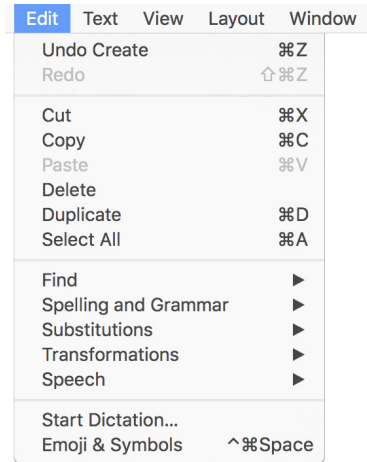 Edit Text View Layout Window
Undo Create ⌘Z
Redo ⇧⌘Z
Cut ⌘X
Copy ⌘C
Paste ⌘V
Delete
Duplicate ⌘D
Select All ⌘A
Find ▶
Spelling and Grammar ▶
Substitutions ▶
Transformations ▶
Speech ▶
Start Dictation...
Emoji & Symbols ^⌘Space